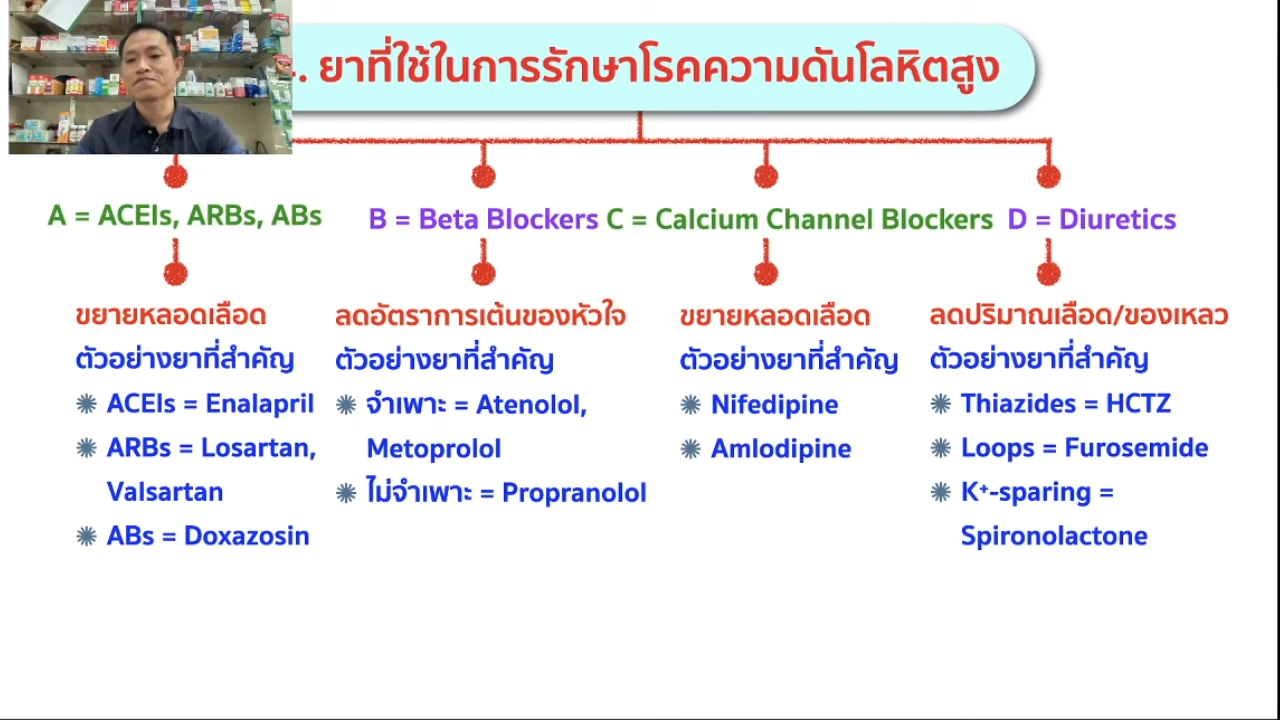 . ยาที่ใช้ในการรักษาโรคความดันโลหิตสูง
A = ACEIs, ARBs, ABs
B = Beta Blockers
C = Calcium Channel Blockers
D = Diuretics
ขยายหลอดเลือด
ตัวอย่างยาที่สำคัญ
ACEIs = Enalapril
ARBs = Losartan,
Valsartan
ABs = Doxazosin
ลดอัตราการเต้นของหัวใจ
ตัวอย่างยาที่สำคัญ
จำเพาะ = Atenolol,
Metoprolol
ไม่จำเพาะ = Propranolol
ขยายหลอดเลือด
ตัวอย่างยาที่สำคัญ
Nifedipine
Amlodipine
ลดปริมาณเลือด/ของเหลว
ตัวอย่างยาที่สำคัญ
Thiazides = HCTZ
Loops = Furosemide
K⁺-sparing =
Spironolactone